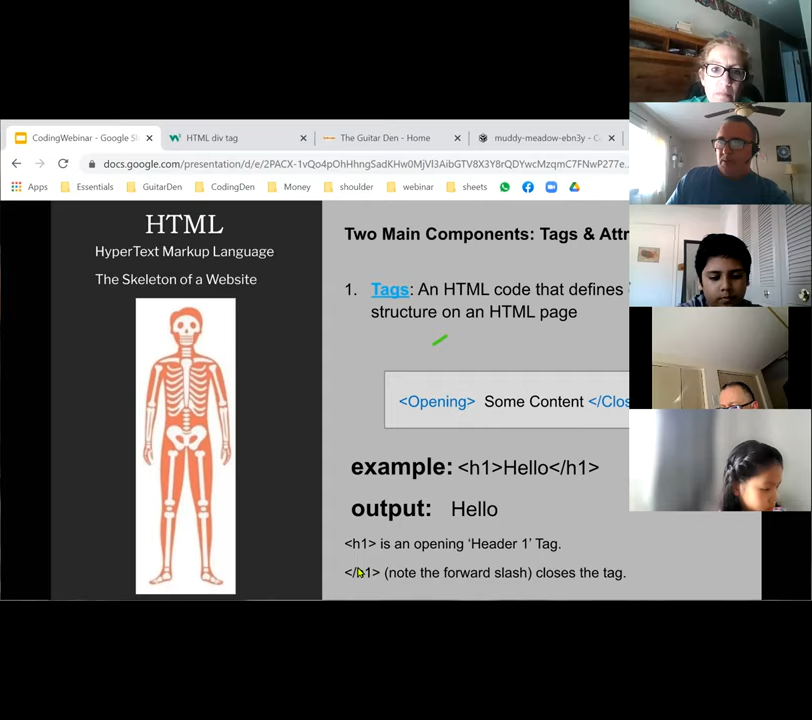 CodingWebinar - Google Sl
HTML div tag
The Guitar Den - Home
muddy-meadow-ebn3y - C
docs.google.com/presentation/d/e/2PACX-1vQo4pOhHhngSadKHw0MjVI3AibGTV8X3Y8rQDYwcMzqmC7FNwP277e..
Apps
Essentials
GuitarDen
CodingDen
Money
shoulder
webinar
sheets
HTML
HyperText Markup Language
The Skeleton of a Website
Two Main Components: Tags & Attr
1. Tags: An HTML code that defines
structure on an HTML page
<Opening> Some Content </Clos
example: <h1>Hello</h1>
output: Hello
<h1> is an opening ‘Header 1’ Tag.
</h1> (note the forward slash) closes the tag.